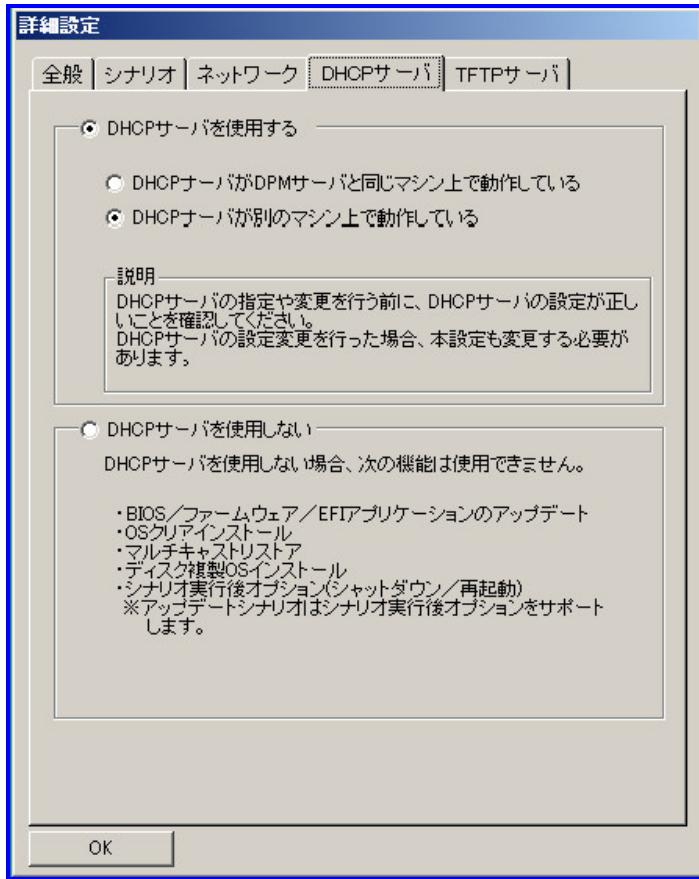 詳細設定
全般 シナリオ ネットワーク DHCPサーバ TFTPサーバ
DHCPサーバを使用する
DHCPサーバがDPMサーバと同じマシン上で動作している
DHCPサーバが別のマシン上で動作している
説明
DHCPサーバの指定や変更を行う前に、DHCPサーバの設定が正し
いことを確認してください。
DHCPサーバの設定変更を行った場合、本設定も変更する必要が
あります。
DHCPサーバを使用しない
DHCPサーバを使用しない場合、次の機能は使用できません。
・BIOS／ファームウェア／EFIアプリケーションのアップデート
・OSクリアインストール
・マルチキャストリストア
・ディスク複製OSインストール
・シナリオ実行後オプション(シャットダウン／再起動)
※アップデートシナリオはシナリオ実行後オプションをサポート
します。
OK